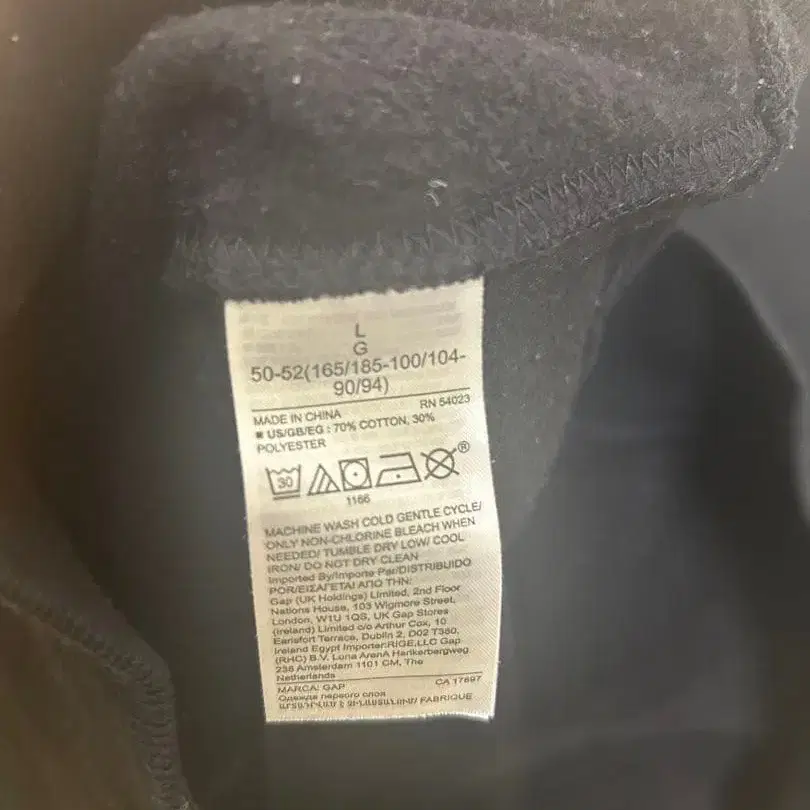 L
G
50-52(165/185-100/104-
90/94)
RN 54023
MADE IN CHINA
US/GB/EG : 70% COTTON, 30%
POLYESTER
30
®
1166
MACHINE WASH COLD GENTLE CYCLE/
ONLY NON-CHLORINE BLEACH WHEN
NEEDED/ TUMBLE DRY LOW/ COOL
IRON/ DO NOT DRY CLEAN
Imported By/Importe Par/DISTRIBUIDO
POR/ΕΙΣΑΓΕΤΑΙ ΑΠΟ ΤΗΝ:
Gap (UK Holdings) Limited, 2nd Floor
Nations House, 103 Wigmore Street,
London, W1U 1QS, UK Gap Stores
(Ireland) Limited c/o Arthur Cox, 10
Earlsfort Terrace, Dublin 2, D02 T380,
Ireland Egypt Importer:RIGE,LLC Gap
(RHC) B.V. Luna ArenA Herikerbergweg
238 Amsterdam 1101 CM, The
Netherlands
CA 17897
MARCA: GAP
Одежда первого слоя
FABRIQUE